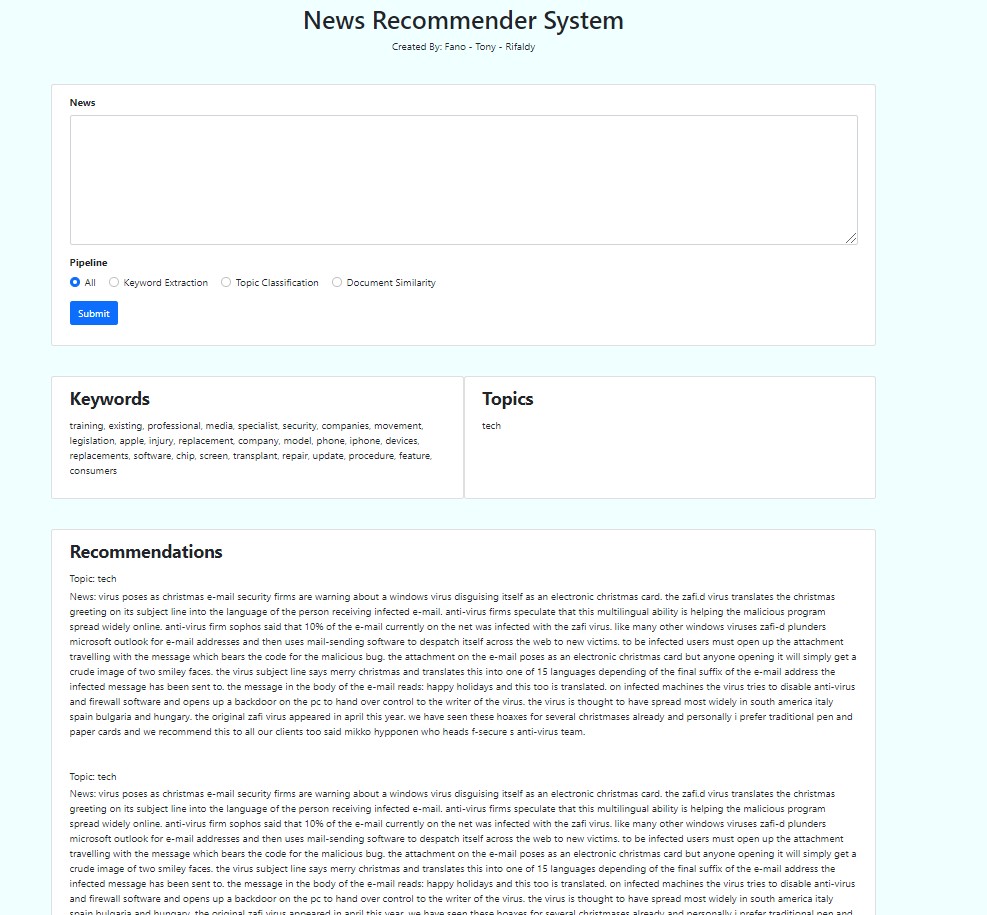 News Recommender System
Created By: Fano - Tony - Rifaldy
News
Pipeline
All Keyword Extraction Topic Classification Document Similarity
Submit
Keywords
training, existing, professional, media, specialist, security, companies, movement,
legislation, apple, injury, replacement, company, model, phone, iphone, devices,
replacements, software, chip, screen, transplant, repair, update, procedure, feature,
consumers
Topics
tech
Recommendations
Topic: tech
News: virus poses as christmas e-mail security firms are warning about a windows virus disguising itself as an electronic christmas card. the zafi.d virus translates the christmas
greeting on its subject line into the language of the person receiving infected e-mail. anti-virus firms speculate that this multilingual ability is helping the malicious program
spread widely online. anti-virus firm sophos said that 10% of the e-mail currently on the net was infected with the zafi virus. like many other windows viruses zafi-d plunders
microsoft outlook for e-mail addresses and then uses mail-sending software to despatch itself across the web to new victims. to be infected users must open up the attachment
travelling with the message which bears the code for the malicious bug. the attachment on the e-mail poses as an electronic christmas card but anyone opening it will simply get a
crude image of two smiley faces. the virus subject line says merry christmas and translates this into one of 15 languages depending of the final suffix of the e-mail address the
infected message has been sent to. the message in the body of the e-mail reads: happy holidays and this too is translated. on infected machines the virus tries to disable anti-virus
and firewall software and opens up a backdoor on the pc to hand over control to the writer of the virus. the virus is thought to have spread most widely in south america italy
spain bulgaria and hungary. the original zafi virus appeared in april this year. we have seen these hoaxes for several christmases already and personally i prefer traditional pen and
paper cards and we recommend this to all our clients too said mikko hypponen who heads f-secure s anti-virus team.
Topic: tech
News: virus poses as christmas e-mail security firms are warning about a windows virus disguising itself as an electronic christmas card. the zafi.d virus translates the christmas
greeting on its subject line into the language of the person receiving infected e-mail. anti-virus firms speculate that this multilingual ability is helping the malicious program
spread widely online. anti-virus firm sophos said that 10% of the e-mail currently on the net was infected with the zafi virus. like many other windows viruses zafi-d plunders
microsoft outlook for e-mail addresses and then uses mail-sending software to despatch itself across the web to new victims. to be infected users must open up the attachment
travelling with the message which bears the code for the malicious bug. the attachment on the e-mail poses as an electronic christmas card but anyone opening it will simply get a
crude image of two smiley faces. the virus subject line says merry christmas and translates this into one of 15 languages depending of the final suffix of the e-mail address the
infected message has been sent to. the message in the body of the e-mail reads: happy holidays and this too is translated. on infected machines the virus tries to disable anti-virus
and firewall software and opens up a backdoor on the pc to hand over control to the writer of the virus. the virus is thought to have spread most widely in south america italy
spain bulgaria and hungary. the original zafi virus appeared in april this year. we have seen these hoaxes for several christmases already and personally i prefer traditional pen and